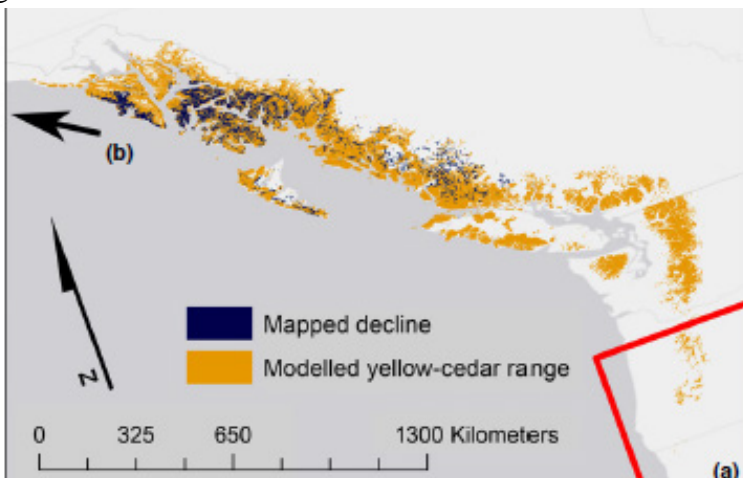 (b)
Mapped decline
Modelled yellow-cedar range
N
0 325 650 1300 Kilometers
(a)